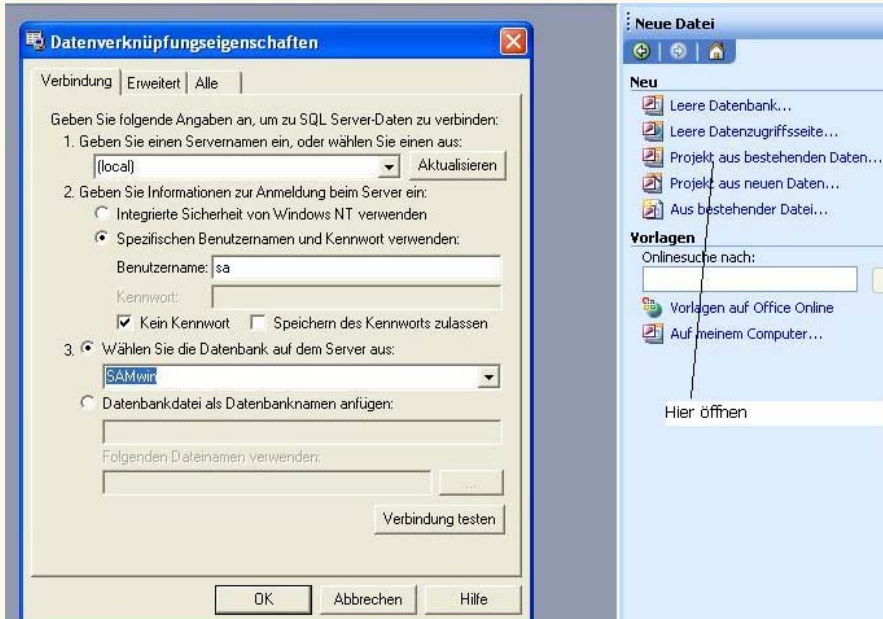 Datenverknüpfungseigenschaften
Verbindung
Erweitert
Alle
Geben Sie folgende Angaben an, um zu SQL Server-Daten zu verbinden:
1. Geben Sie einen Servernamen ein, oder wählen Sie einen aus:
(local)
Aktualisieren
2. Geben Sie Informationen zur Anmeldung beim Server ein:
Integrierte Sicherheit von Windows NT verwenden
Spezifischen Benutzernamen und Kennwort verwenden:
Benutzername: sa
Kennwort:
Kein Kennwort
Speichern des Kennworts zulassen
3. Wählen Sie die Datenbank auf dem Server aus:
SAMwin
Datenbankdatei als Datenbanknamen anfügen:
Folgenden Dateinamen verwenden:
...
Verbindung testen
OK
Abbrechen
Hilfe
Neue Datei
Neu
Leere Datenbank...
Leere Datenzugriffsseite...
Projekt aus bestehenden Daten...
Projekt aus neuen Daten...
Aus bestehender Datei...
Vorlagen
Onlinesuche nach:
Vorlagen auf Office Online
Auf meinem Computer...
Hier öffnen